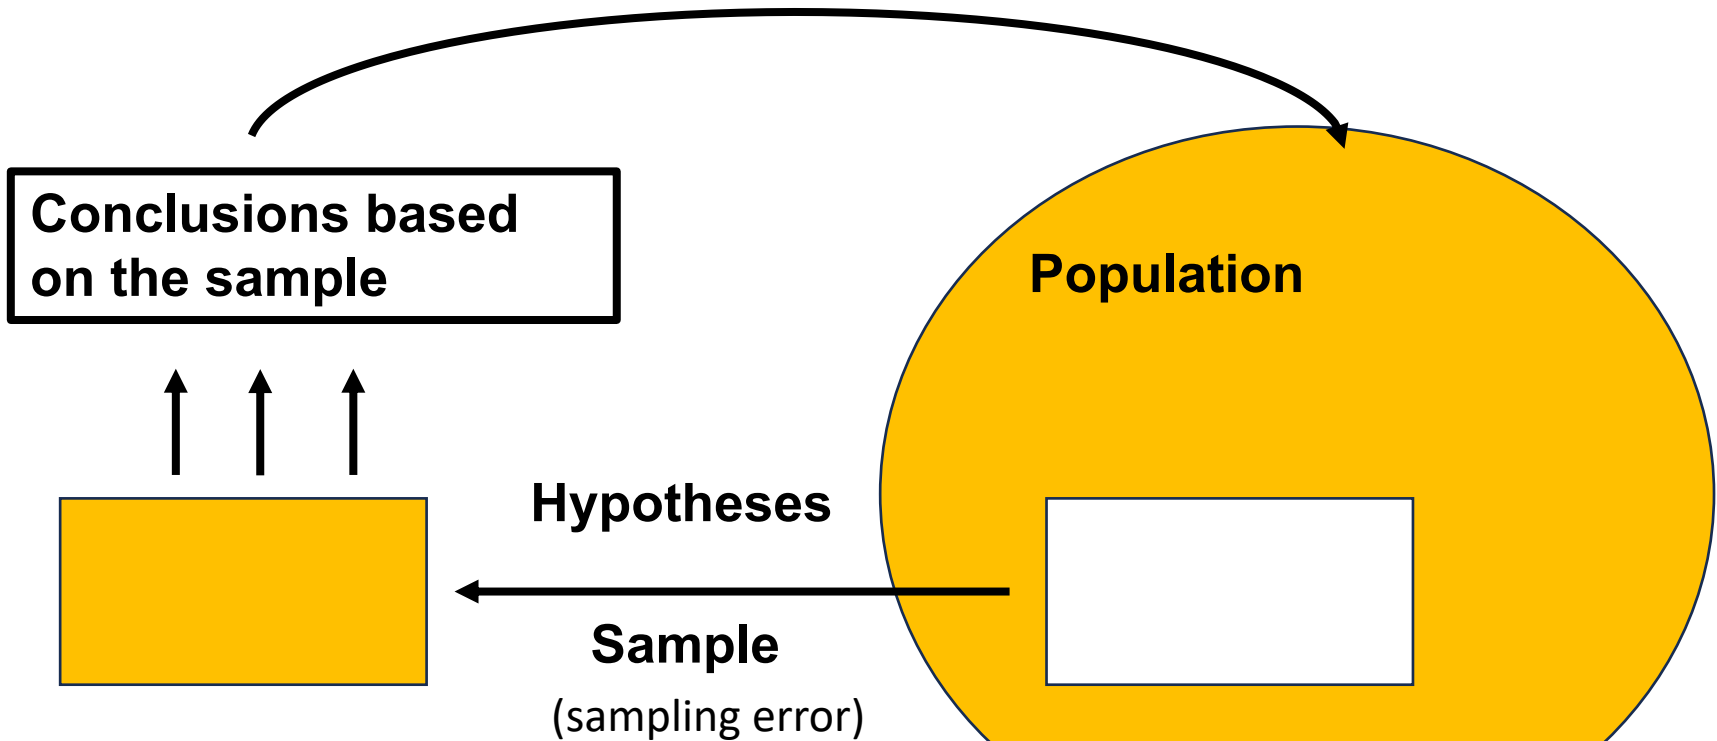 Conclusions based
on the sample
Population
Hypotheses
Sample
(sampling error)